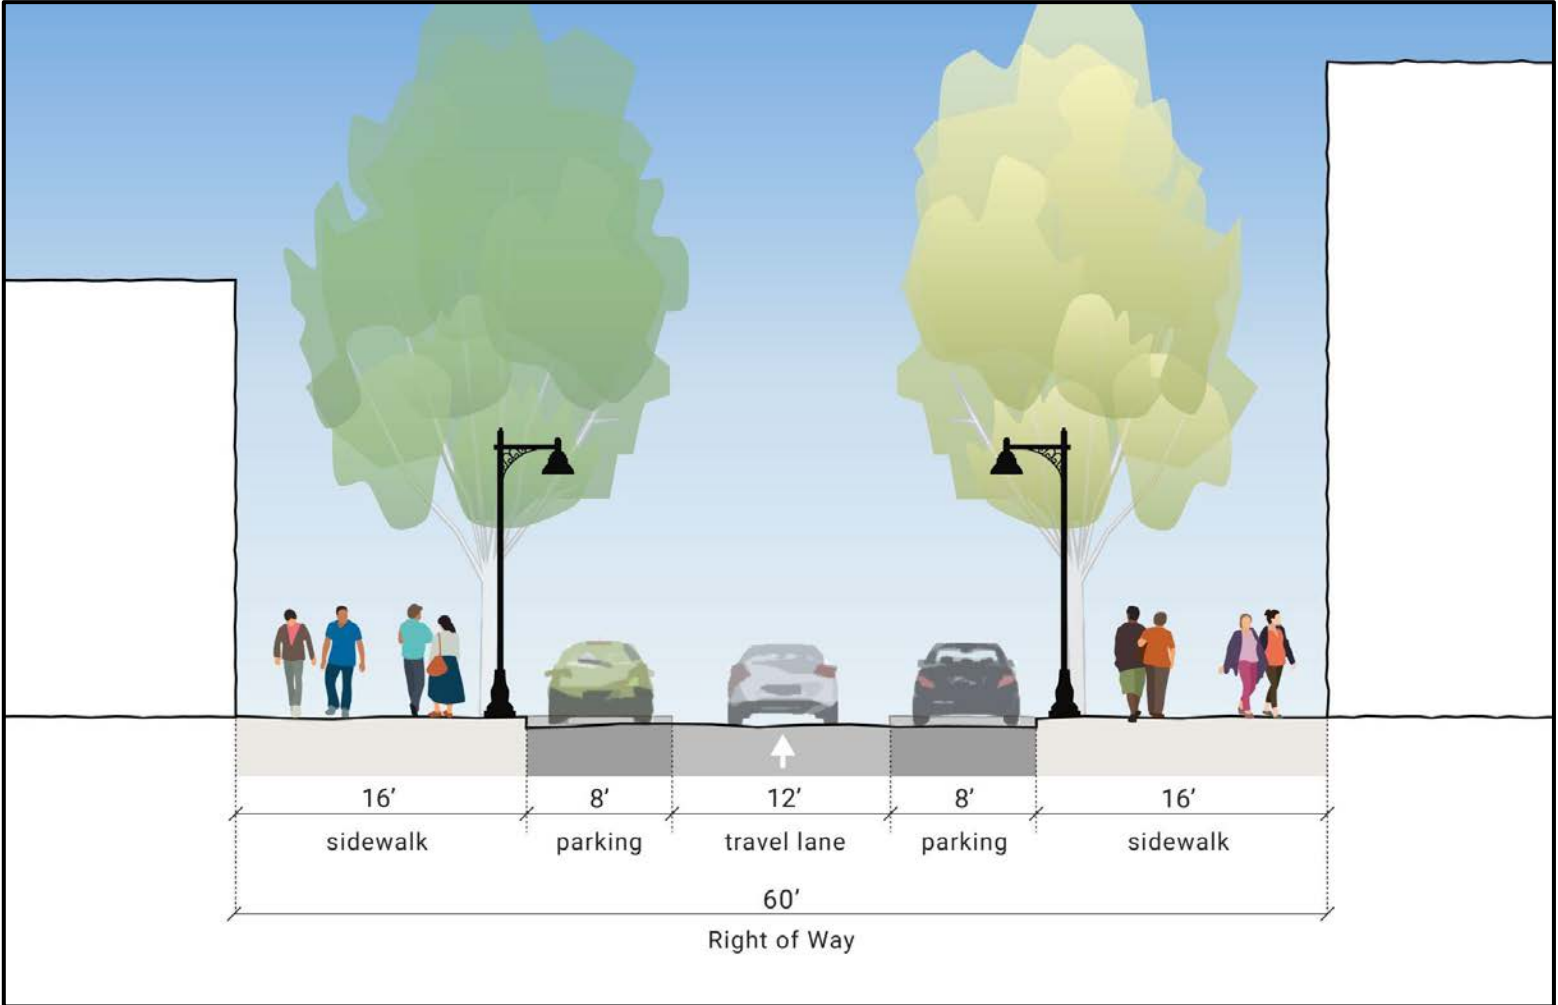 16’ 8’ 12’ 8’ 16’
sidewalk parking travel lane parking sidewalk
60’
Right of Way